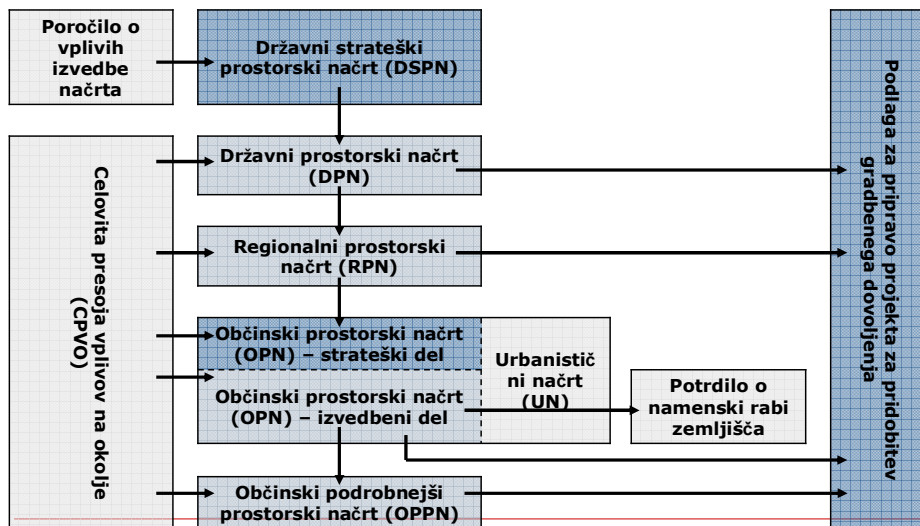 Poročilo o
vplivih
izvedbe
načrta
Državni strateški
prostorski načrt (DSPN)
Državni prostorski načrt
(DPN)
Regionalni prostorski
načrt (RPN)
Občinski prostorski načrt
(OPN) – strateški del
Občinski prostorski načrt
(OPN) – izvedbeni del
Urbanistič
ni načrt
(UN)
Potrdilo o
namenski rabi
zemljišča
Občinski podrobnejši
prostorski načrt (OPPN)
Celovita presoja vplivov na okolje
(CPVO)
Podlaga za pripravo projekta za pridobitev
gradbenega dovoljenja